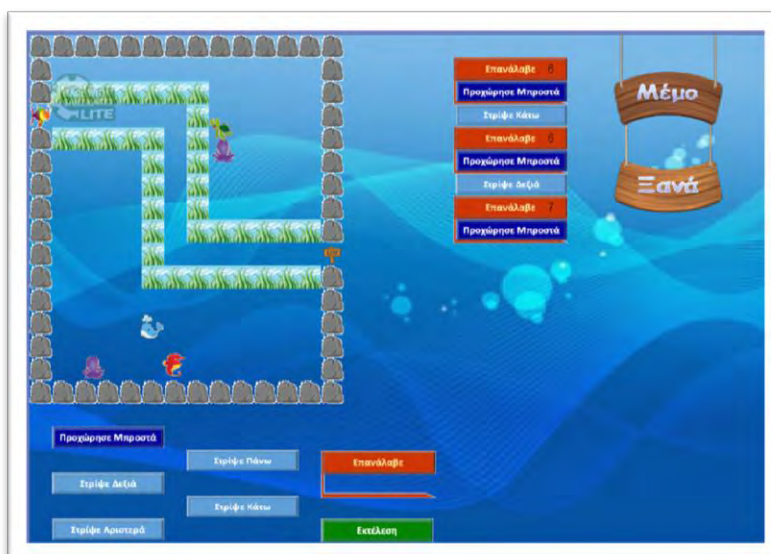 LITE
Επανάλαβε 6
Προχώρησε Μπροστά
Στρίψε Κάτω
Επανάλαβε 6
Προχώρησε Μπροστά
Στρίψε Δεξιά
Επανάλαβε 7
Προχώρησε Μπροστά
Μέμο
Ξανά
Προχώρησε Μπροστά
Στρίψε Πάνω
Επανάλαβε
Στρίψε Δεξιά
Στρίψε Κάτω
Στρίψε Αριστερά
Εκτέλεση